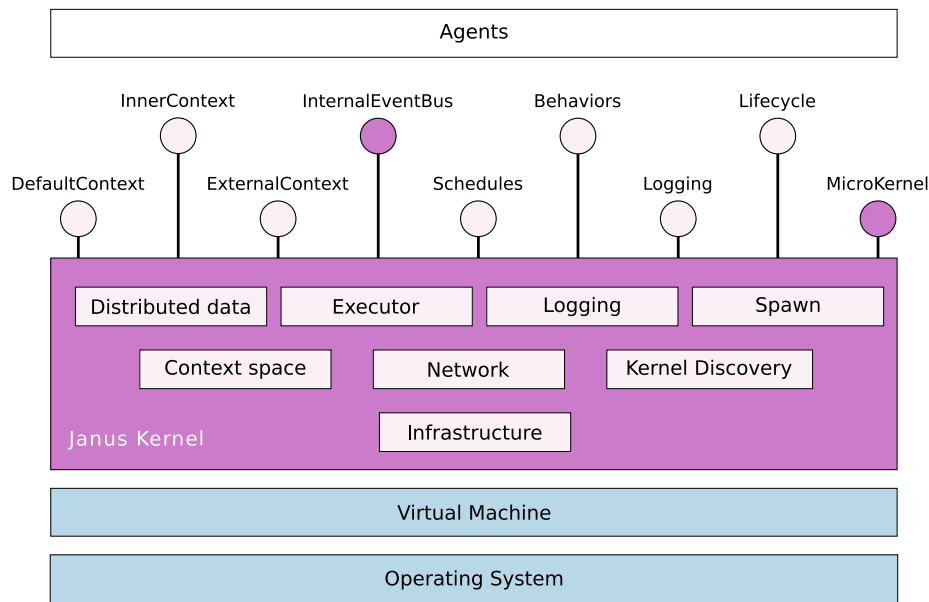 Agents
InnerContext
InternalEventBus
Behaviors
Lifecycle
DefaultContext
ExternalContext
Schedules
Logging
MicroKernel
Distributed data
Executor
Logging
Spawn
Context space
Network
Kernel Discovery
Infrastructure
Janus Kernel
Virtual Machine
Operating System